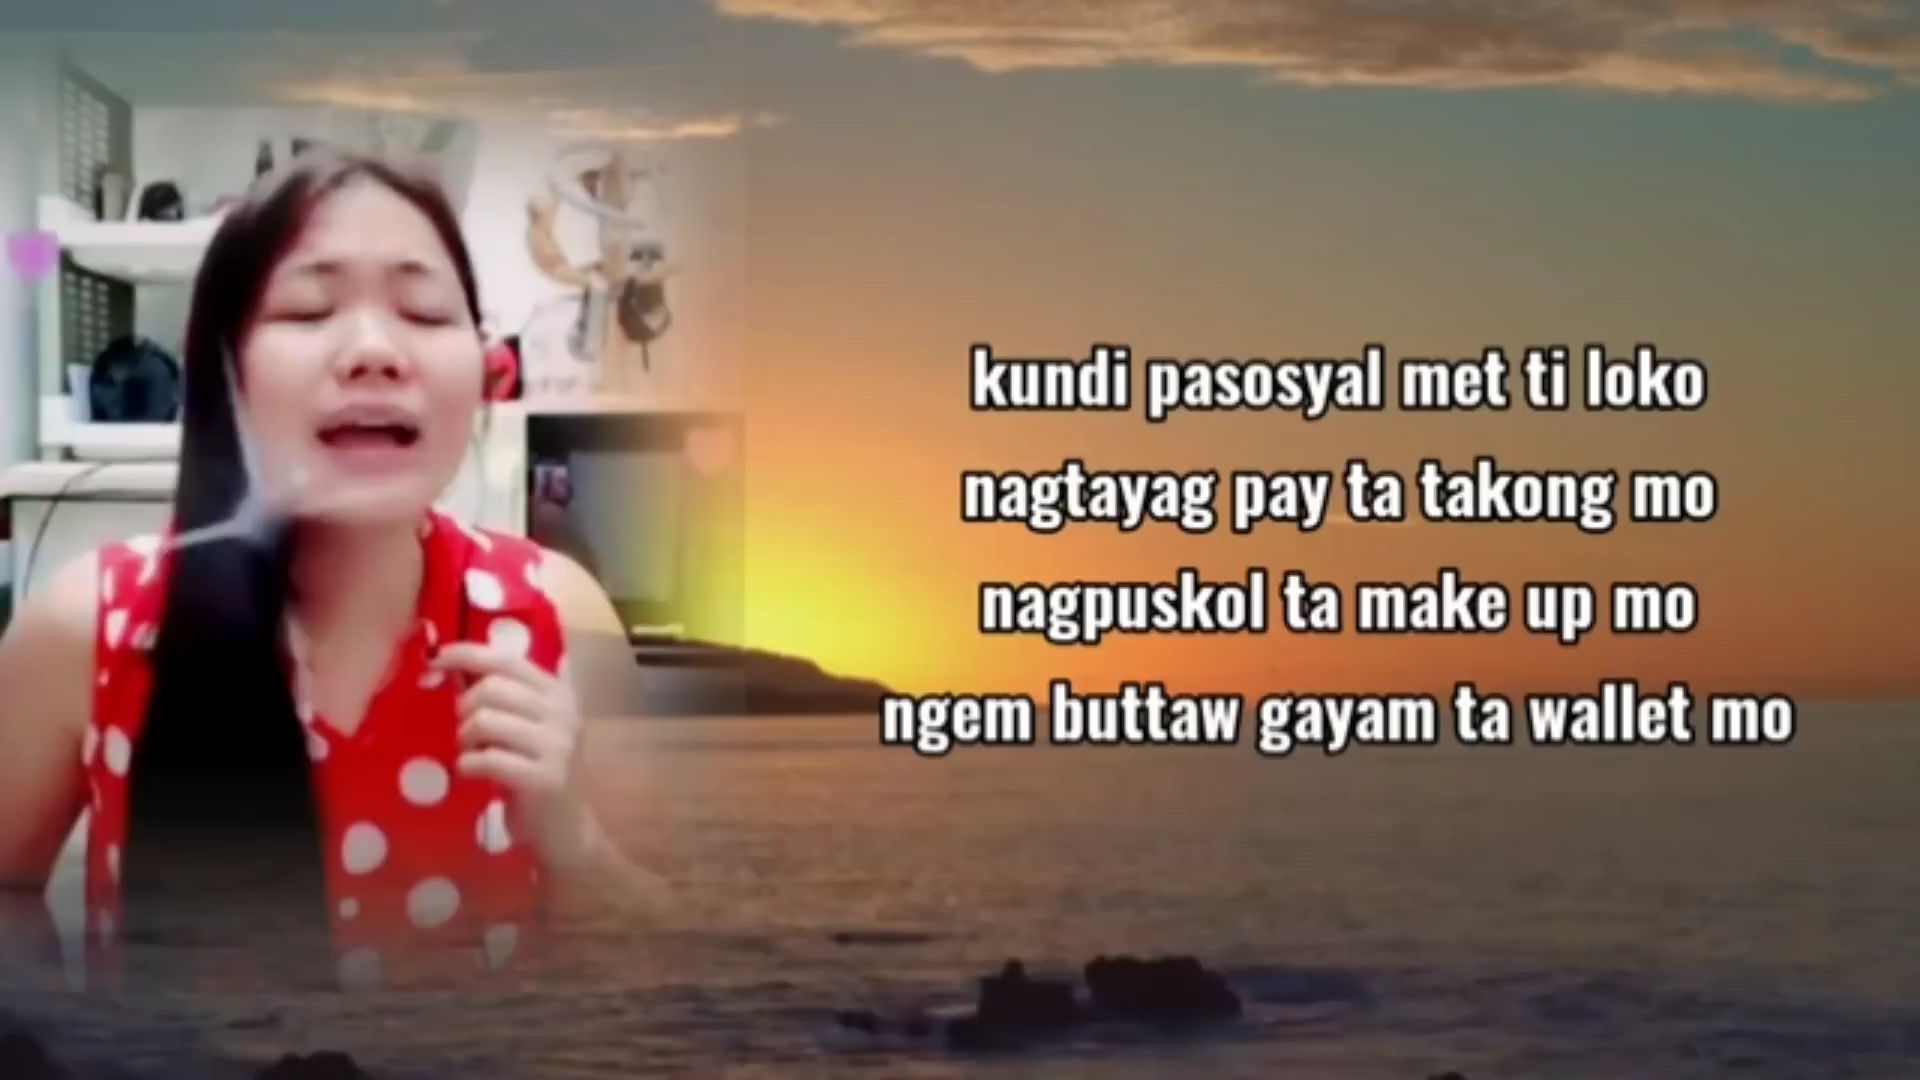 kundi pasosyal met ti loko
nagtayag pay ta takong mo
nagpuskol ta make up mo
ngem buttaw gayam ta wallet mo